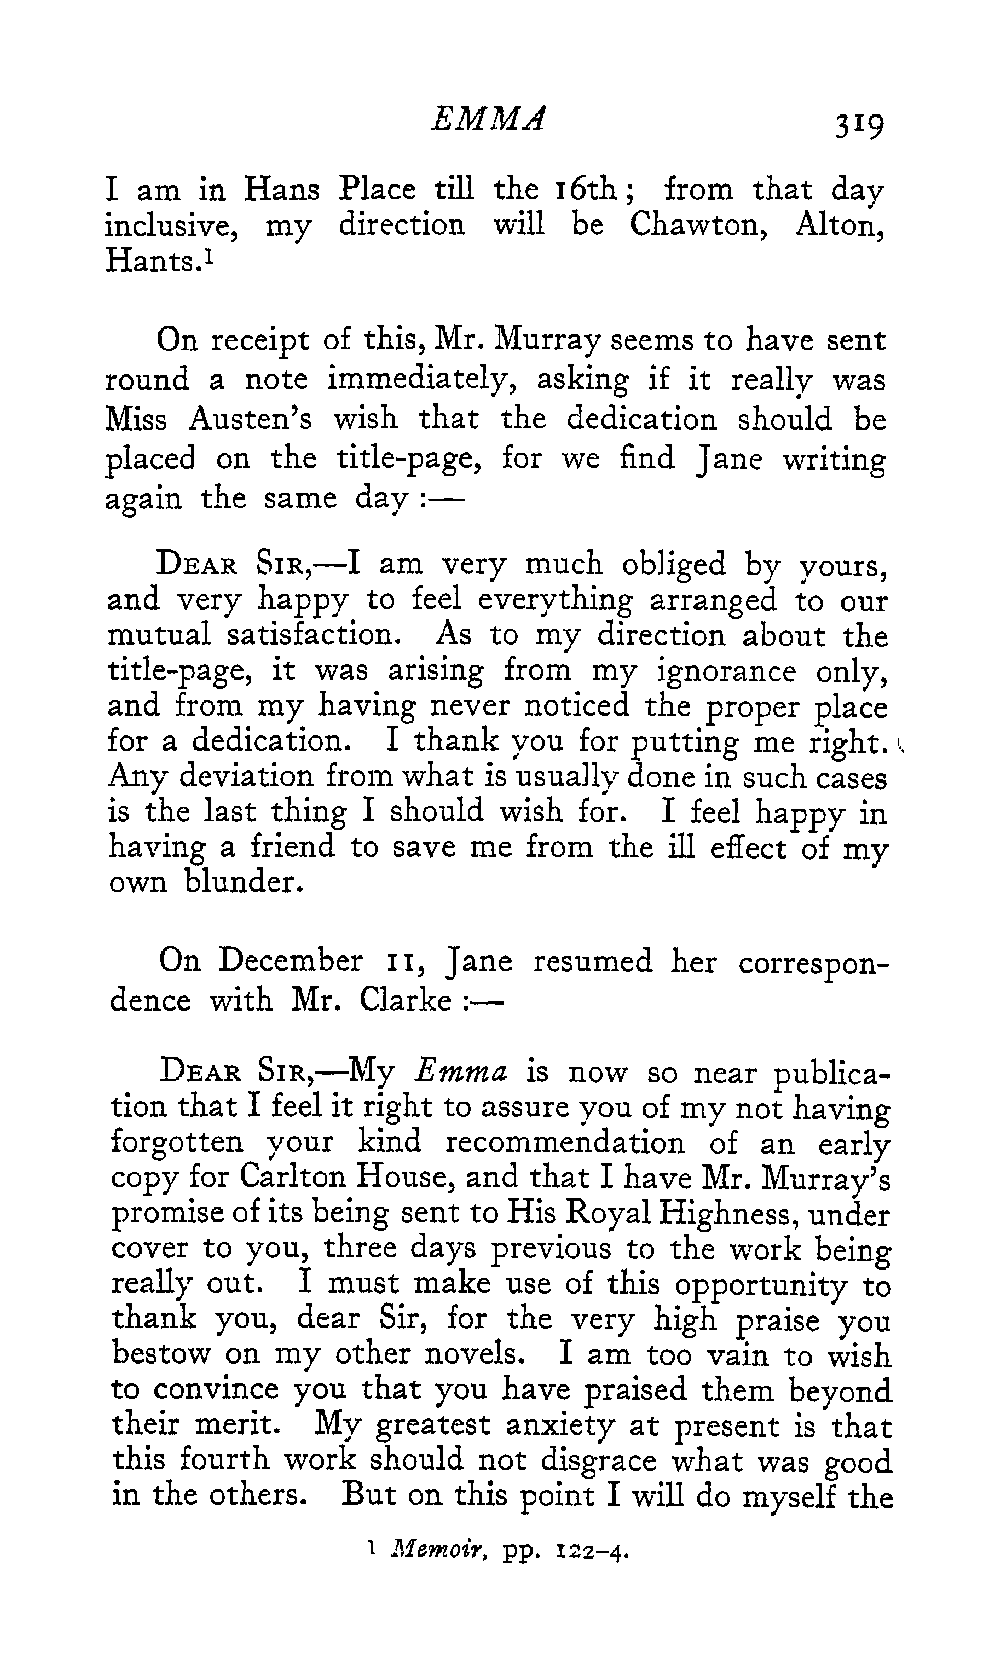 EMMA 319
I am in Hans Place till the 16th; from that day
inclusive, my direction will be Chawton, Alton,
Hants.¹
On receipt of this, Mr. Murray seems to have sent
round a note immediately, asking if it really was
Miss Austen's wish that the dedication should be
placed on the title-page, for we find Jane writing
again the same day :—
DEAR SIR,—I am very much obliged by yours,
and very happy to feel everything arranged to our
mutual satisfaction. As to my direction about the
title-page, it was arising from my ignorance only,
and from my having never noticed the proper place
for a dedication. I thank you for putting me right.
Any deviation from what is usually done in such cases
is the last thing I should wish for. I feel happy in
having a friend to save me from the ill effect of my
own blunder.
On December 11, Jane resumed her correspon-
dence with Mr. Clarke :—
DEAR SIR,—My Emma is now so near publica-
tion that I feel it right to assure you of my not having
forgotten your kind recommendation of an early
copy for Carlton House, and that I have Mr. Murray's
promise of its being sent to His Royal Highness, under
cover to you, three days previous to the work being
really out. I must make use of this opportunity to
thank you, dear Sir, for the very high praise you
bestow on my other novels. I am too vain to wish
to convince you that you have praised them beyond
their merit. My greatest anxiety at present is that
this fourth work should not disgrace what was good
in the others. But on this point I will do myself the
¹ Memoir, pp. 122–4.